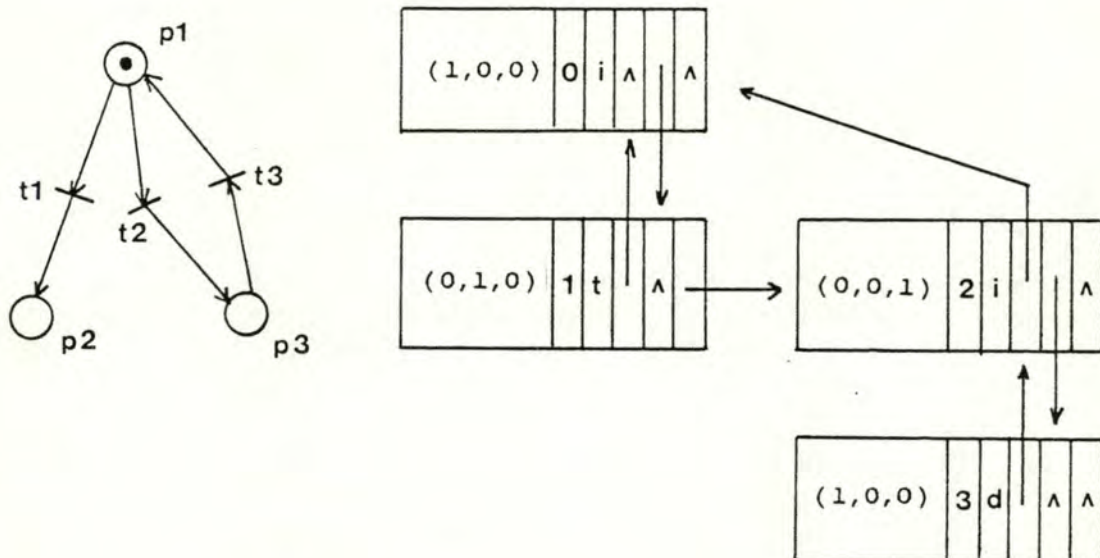 p1
t1
t2
t3
p2
p3
(1,0,0) 0 i ∧ ∧
(0,1,0) 1 t ∧
(0,0,1) 2 i ∧
(1,0,0) 3 d ∧ ∧